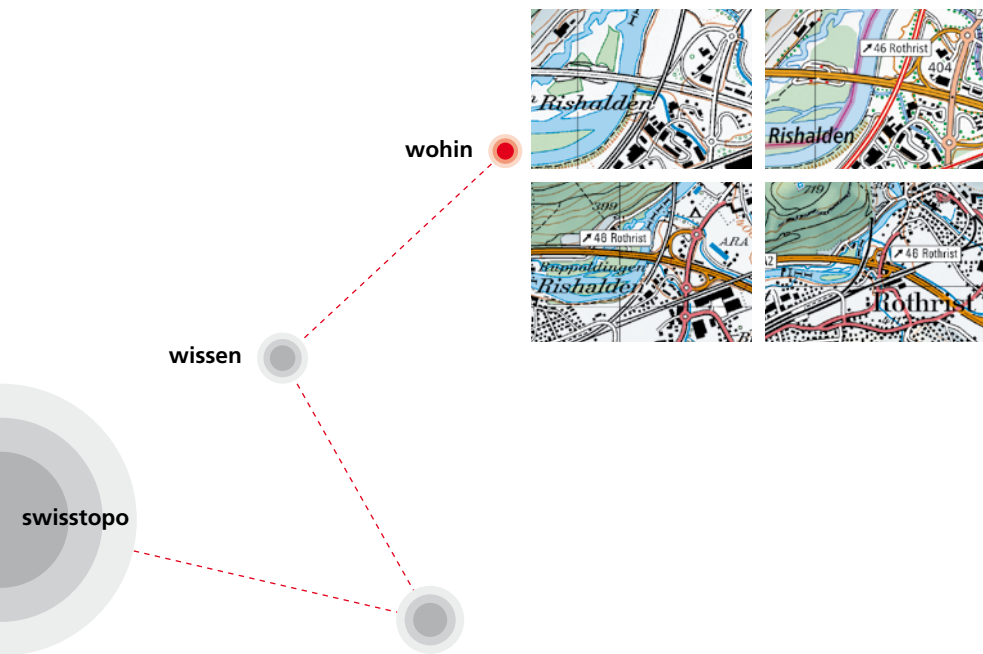 wohin
wissen
swisstopo
Rishalden
46 Rothrist
404
Rishalden
399
46 Rothrist
ARA
Ruppoldingen
Rishalden
719
46 Rothrist
Rothrist